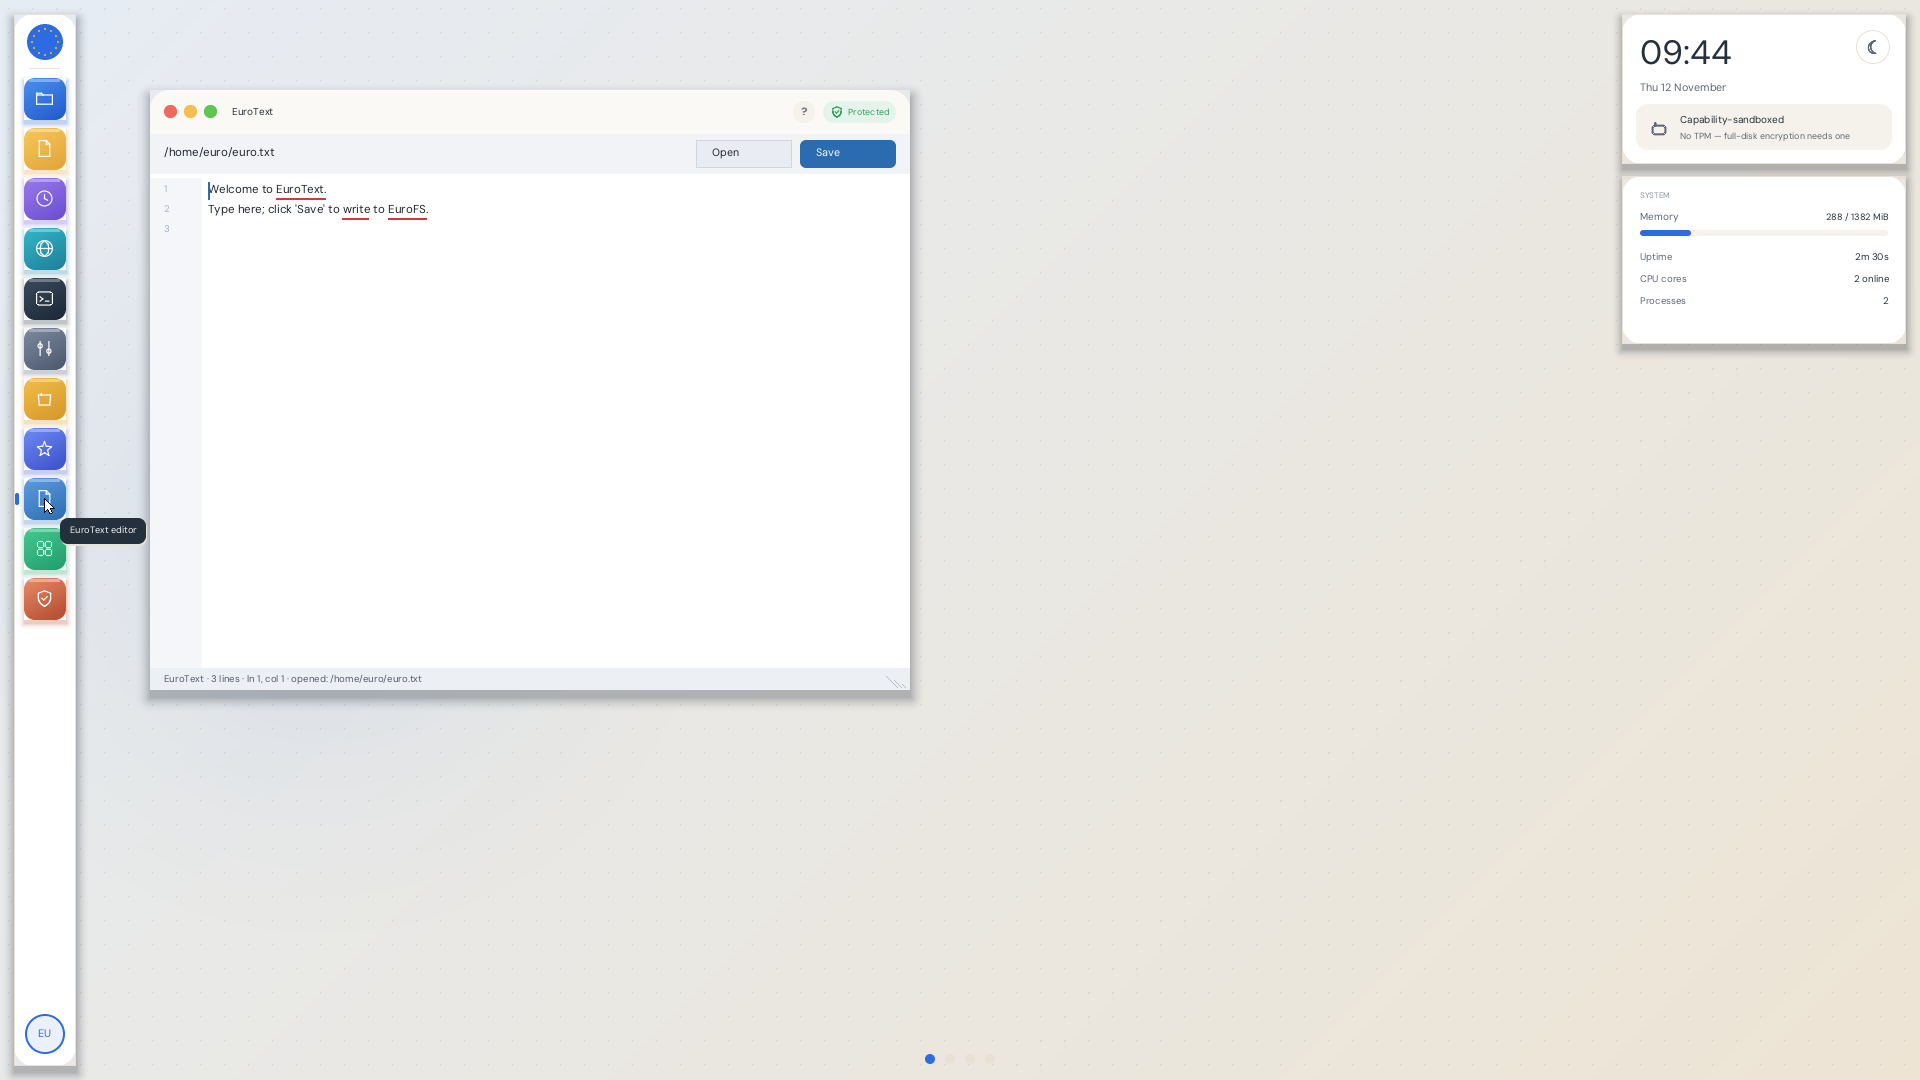 EuroText
?
Protected
/home/euro/euro.txt
Open
Save
1
Welcome to EuroText.
2
Type here; click 'Save' to write to EuroFS.
3
EuroText · 3 lines · ln 1, col 1 · opened: /home/euro/euro.txt
EuroText editor
EU
09:44
Thu 12 November
Capability-sandboxed
No TPM — full-disk encryption needs one
SYSTEM
Memory 288 / 1382 MiB
Uptime 2m 30s
CPU cores 2 online
Processes 2